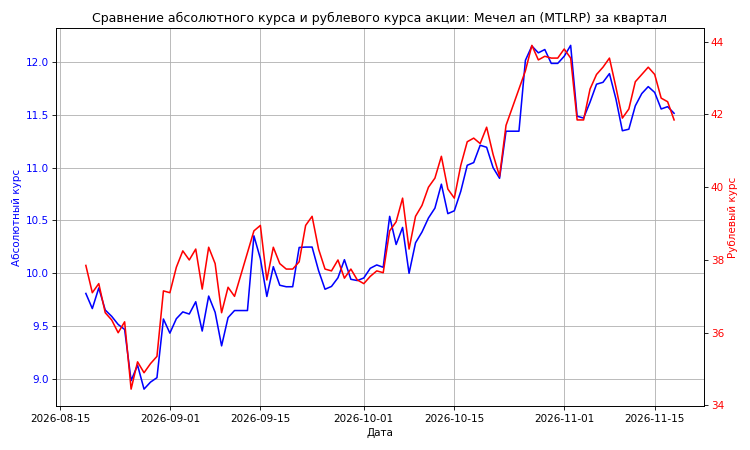 Сравнение абсолютного курса и рублевого курса акции: Мечел ап (MTLRP) за квартал
Абсолютный курс
12.0
11.5
11.0
10.5
10.0
9.5
9.0
44
42
40
38
36
34
Рублевый курс
2026-08-15 2026-09-01 2026-09-15 2026-10-01 2026-10-15 2026-11-01 2026-11-15
Дата